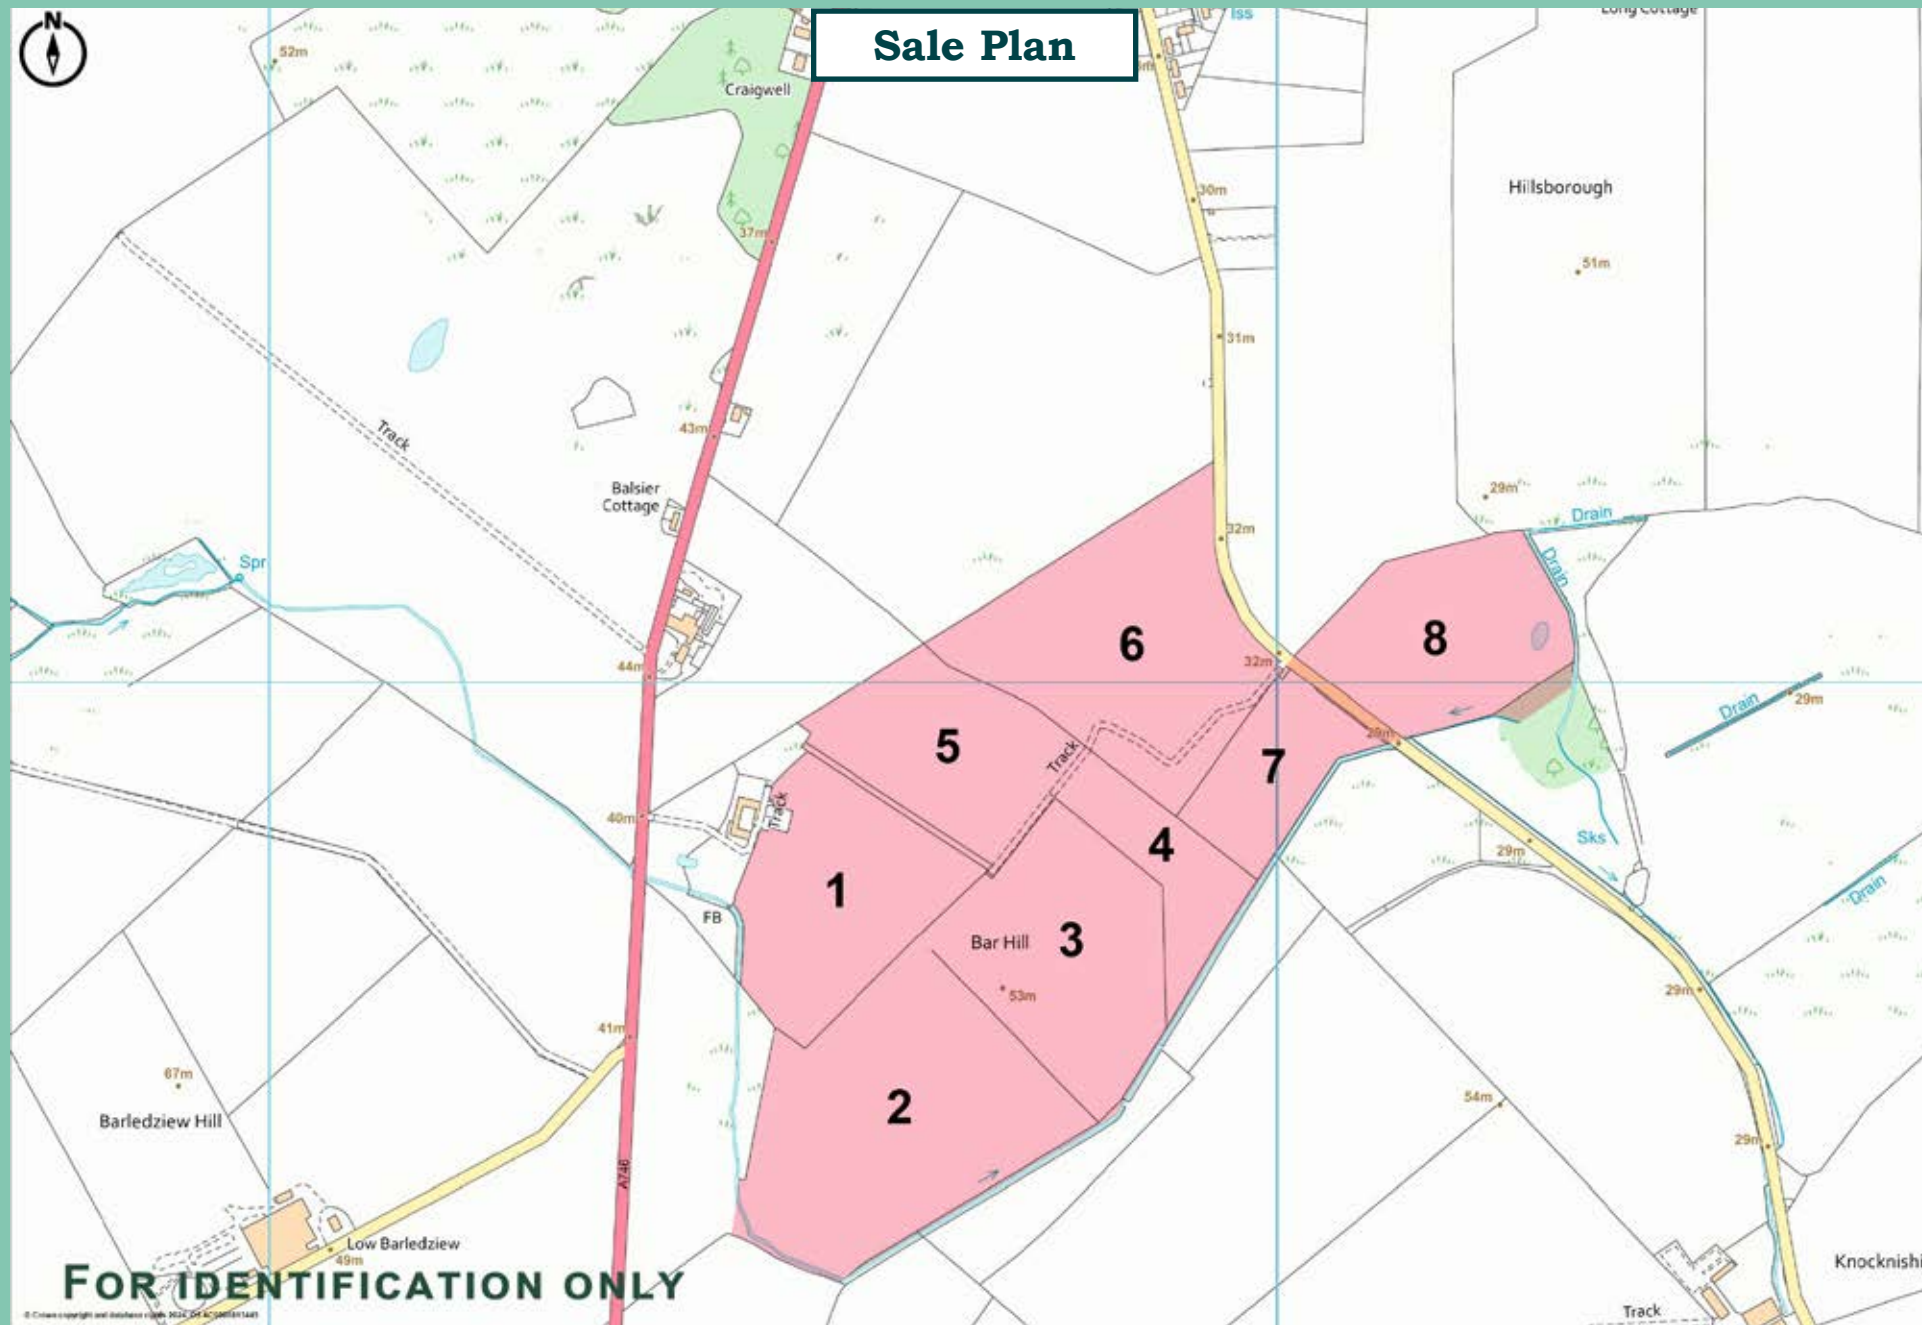 N
Sale Plan
Iss
Long Cottage
52m
Craigwell
30m
Hillsborough
37m
51m
31m
Track
43m
Balsier
Cottage
29m
Drain
32m
Drain
Spr
6
8
44m
32m
Drain
29m
5
Track
29m
7
40m
Track
4
29m
Sks
1
Drain
FB
Bar Hill
3
53m
29m
41m
67m
54m
2
Barledziew Hill
29m
A746
Low Barledziew
49m
Knocknishi
FOR IDENTIFICATION ONLY
Track